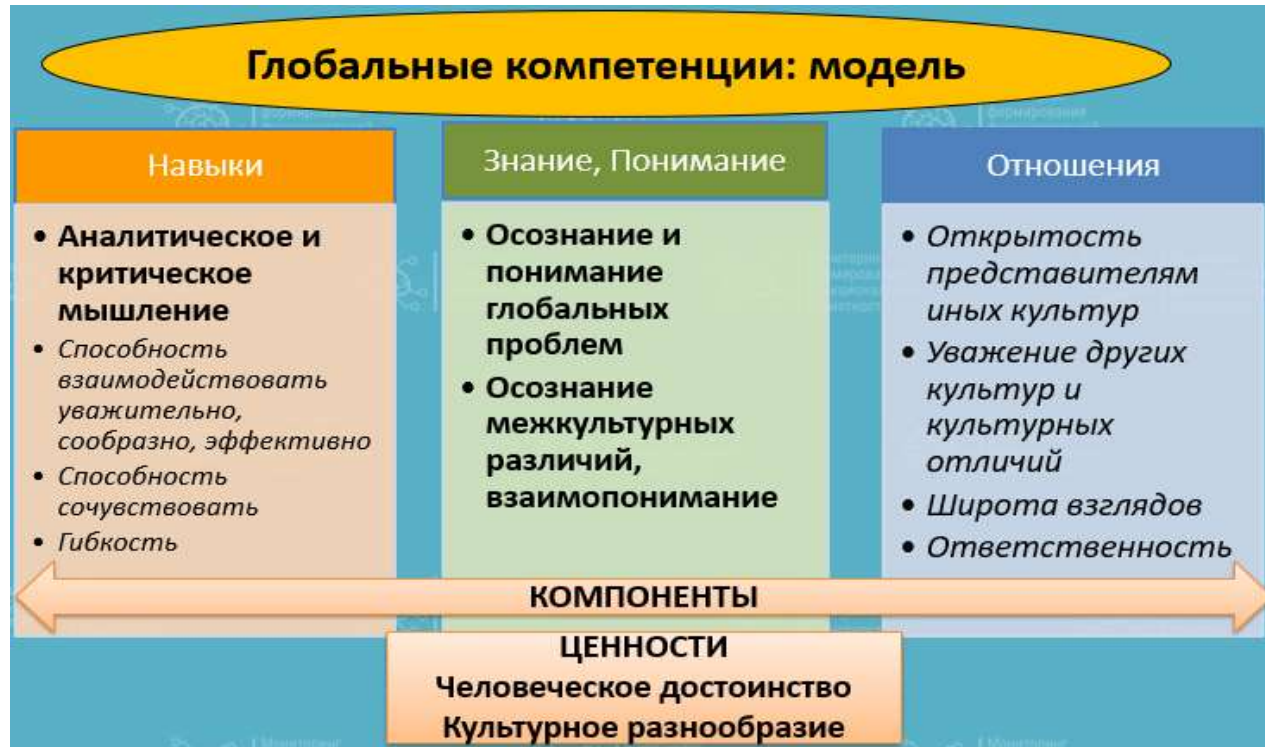 Глобальные компетенции: модель
Навыки
• Аналитическое и
критическое
мышление
• Способность
взаимодействовать
уважительно,
сообразно, эффективно
• Способность
сочувствовать
• Гибкость
Знание, Понимание
• Осознание и
понимание
глобальных
проблем
• Осознание
межкультурных
различий,
взаимопонимание
Отношения
• Открытость
представителям
иных культур
• Уважение других
культур и
культурных
отличий
• Широта взглядов
• Ответственность
КОМПОНЕНТЫ
ЦЕННОСТИ
Человеческое достоинство
Культурное разнообразие